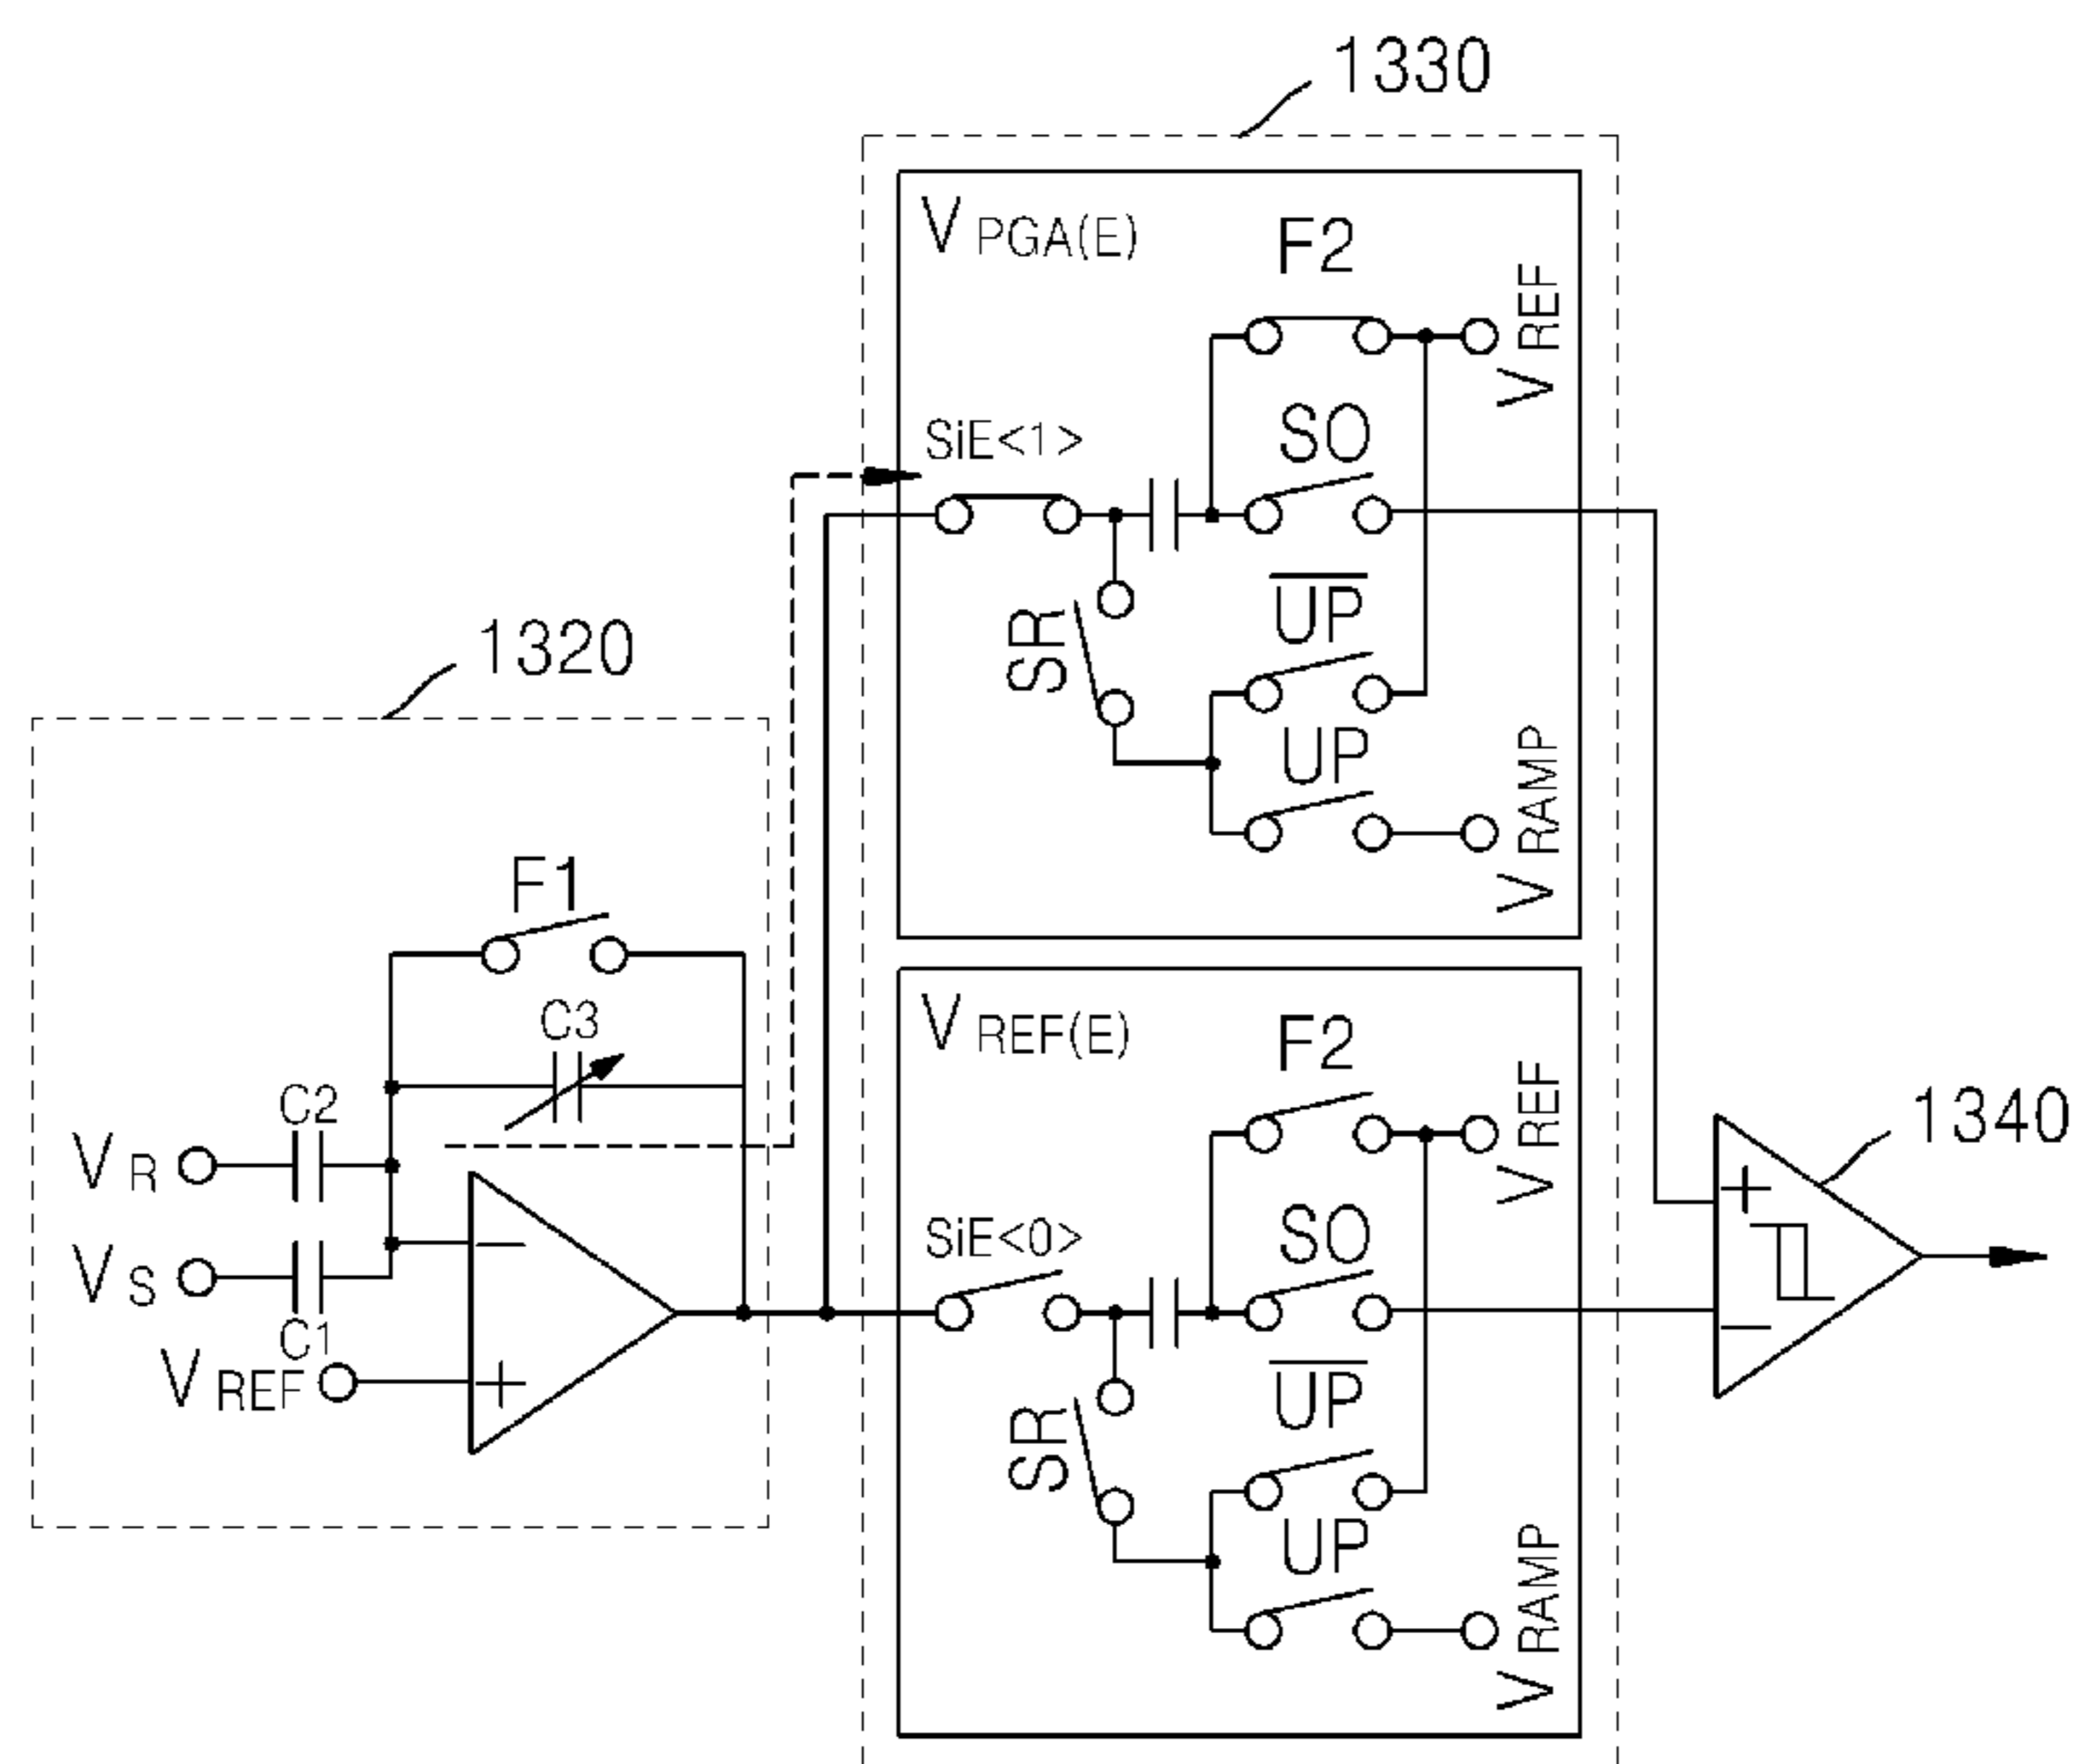 1330
V PGA(E)
F2
V REF
SiE<1>
SO
SR
UP
UP
V RAMP
1320
F1
C3
C2
V R
V S
C1
V REF
−
+
V REF(E)
F2
V REF
SiE<0>
SO
SR
UP
UP
V RAMP
1340
+
−